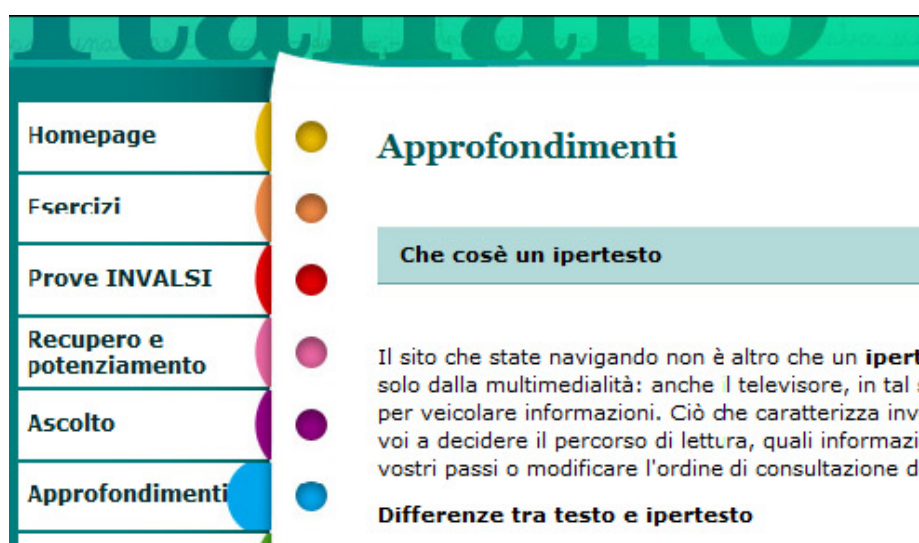 Italiano
Homepage
Esercizi
Prove INVALSI
Recupero e
potenziamento
Ascolto
Approfondimenti
Approfondimenti
Che cosè un ipertesto
Il sito che state navigando non è altro che un
solo dalla multimedialità: anche il televisore, in tal
per veicolare informazioni. Ciò che caratterizza
voi a decidere il percorso di lettura, quali
vostri passi o modificare l'ordine di consultazione
Differenze tra testo e ipertesto